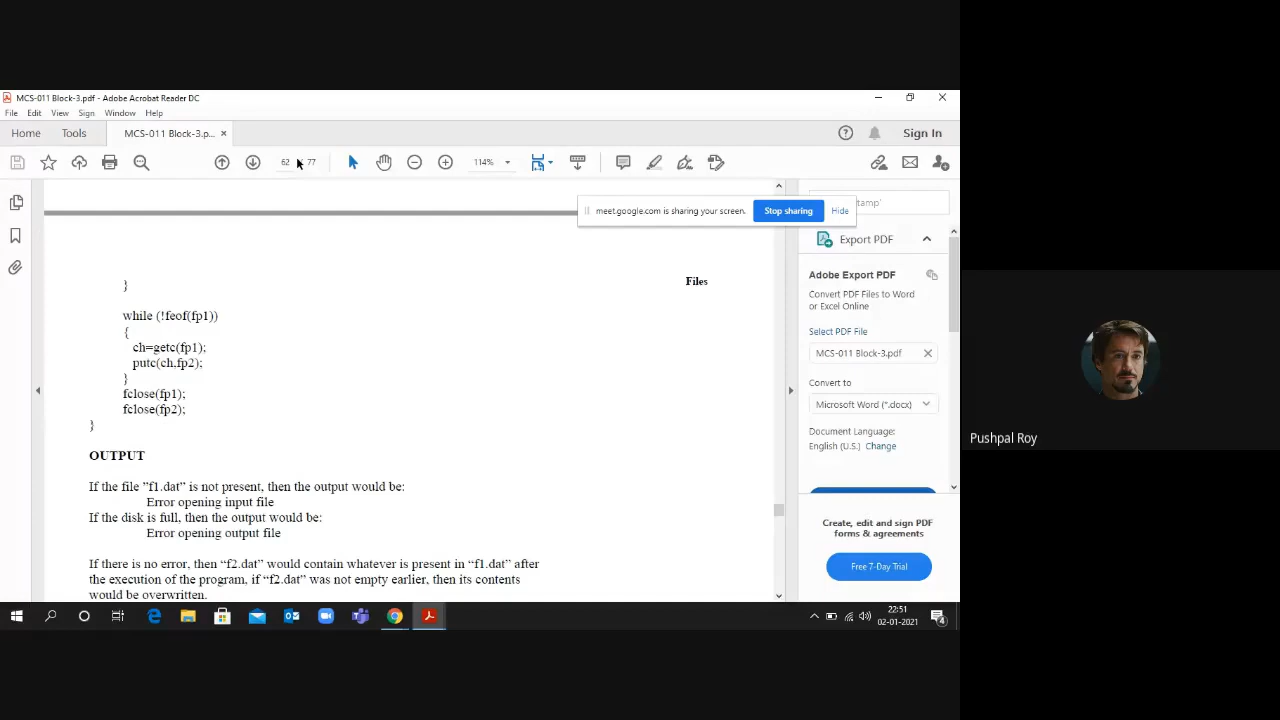 MCS-011 Block-3.pdf - Adobe Acrobat Reader DC
File Edit View Sign Window Help
Home Tools MCS-011 Block-3.p... × Sign In
62 / 77 114%
meet.google.com is sharing your screen. Stop sharing Hide
Export PDF
Adobe Export PDF
Convert PDF Files to Word
or Excel Online
Select PDF File
MCS-011 Block-3.pdf
Convert to
Microsoft Word (*.docx)
Document Language:
English (U.S.) Change
Create, edit and sign PDF
forms & agreements
Free 7-Day Trial
Files
}
while (!feof(fp1))
{
ch=getc(fp1);
putc(ch,fp2);
}
fclose(fp1);
fclose(fp2);
}
OUTPUT
If the file ”f1.dat” is not present, then the output would be:
Error opening input file
If the disk is full, then the output would be:
Error opening output file
If there is no error, then “f2.dat” would contain whatever is present in “f1.dat” after
the execution of the program, if “f2.dat” was not empty earlier, then its contents
would be overwritten.
22:51
02-01-2021
4
Pushpal Roy